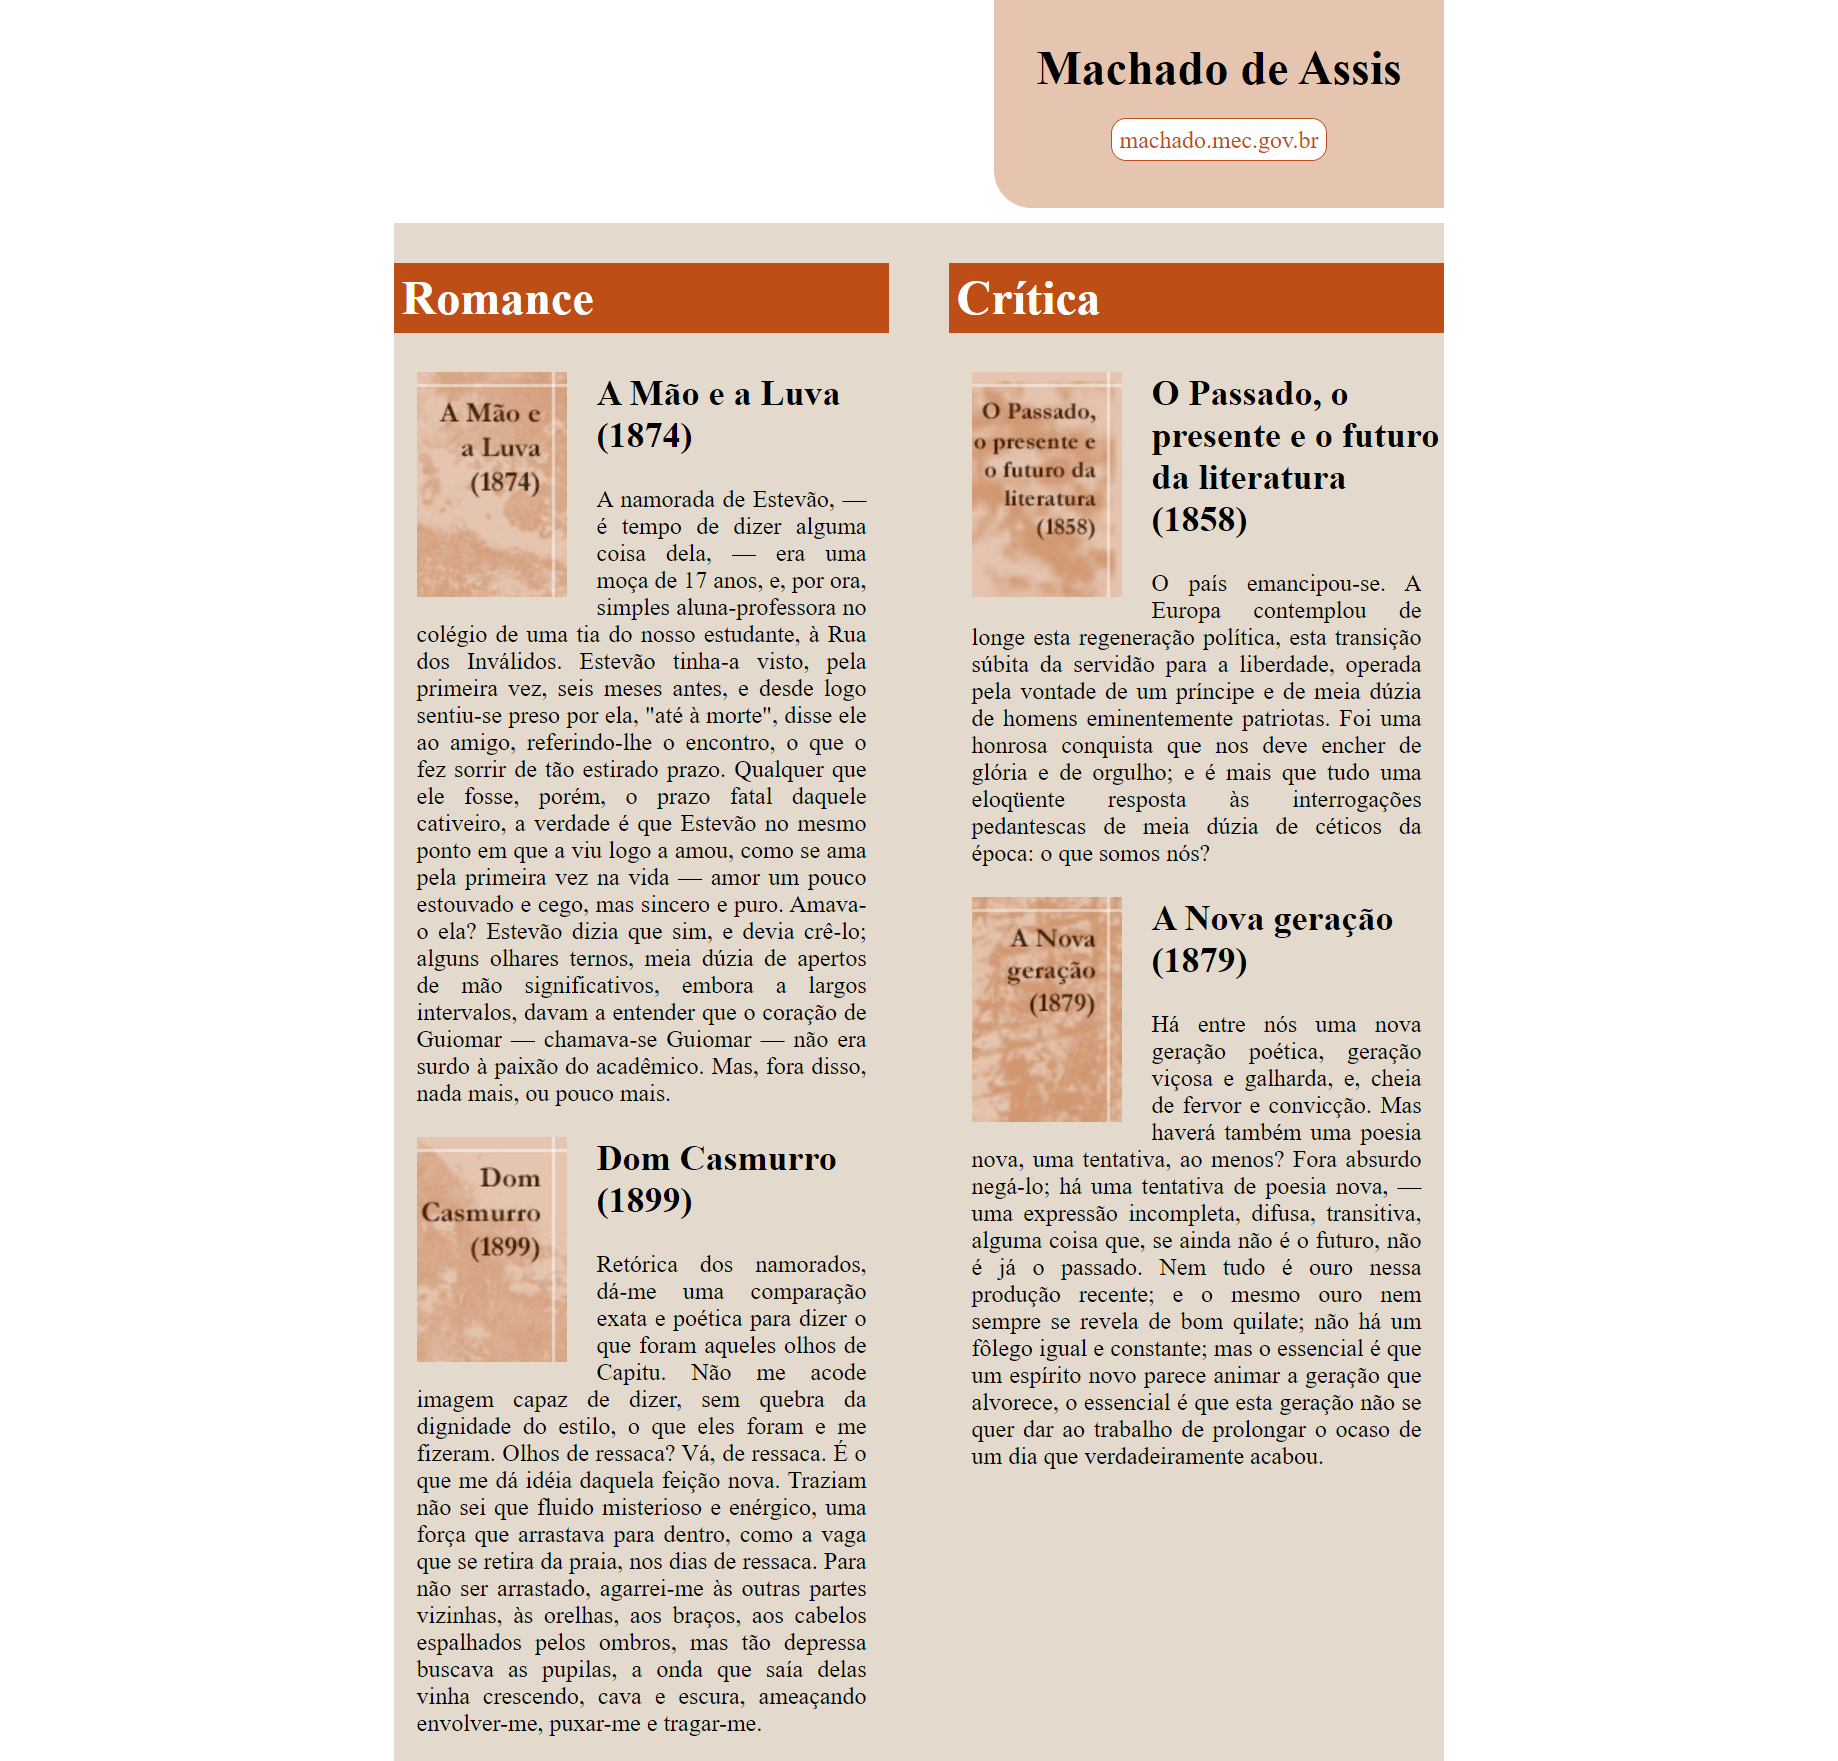 Machado de Assis
machado.mec.gov.br
Romance
A Mão e
a Luva
(1874)
A Mão e a Luva
(1874)
A namorada de Estevão, —
é tempo de dizer alguma
coisa dela, — era uma
moça de 17 anos, e, por ora,
simples aluna-professora no
colégio de uma tia do nosso estudante, à Rua
dos Inválidos. Estevão tinha-a visto, pela
primeira vez, seis meses antes, e desde logo
sentiu-se preso por ela, "até à morte", disse ele
ao amigo, referindo-lhe o encontro, o que o
fez sorrir de tão estirado prazo. Qualquer que
ele fosse, porém, o prazo fatal daquele
cativeiro, a verdade é que Estevão no mesmo
ponto em que a viu logo a amou, como se ama
pela primeira vez na vida — amor um pouco
estouvado e cego, mas sincero e puro. Amava-
o ela? Estevão dizia que sim, e devia crê-lo;
alguns olhares ternos, meia dúzia de apertos
de mão significativos, embora a largos
intervalos, davam a entender que o coração de
Guiomar — chamava-se Guiomar — não era
surdo à paixão do acadêmico. Mas, fora disso,
nada mais, ou pouco mais.
Dom
Casmurro
(1899)
Dom Casmurro
(1899)
Retórica dos namorados,
dá-me uma comparação
exata e poética para dizer o
que foram aqueles olhos de
Capitu. Não me acode
imagem capaz de dizer, sem quebra da
dignidade do estilo, o que eles foram e me
fizeram. Olhos de ressaca? Vá, de ressaca. É o
que me dá idéia daquela feição nova. Traziam
não sei que fluido misterioso e enérgico, uma
força que arrastava para dentro, como a vaga
que se retira da praia, nos dias de ressaca. Para
não ser arrastado, agarrei-me às outras partes
vizinhas, às orelhas, aos braços, aos cabelos
espalhados pelos ombros, mas tão depressa
buscava as pupilas, a onda que saía delas
vinha crescendo, cava e escura, ameaçando
envolver-me, puxar-me e tragar-me.
Crítica
O Passado,
o presente e
o futuro da
literatura
(1858)
O Passado, o
presente e o futuro
da literatura
(1858)
O país emancipou-se. A
Europa contemplou de
longe esta regeneração política, esta transição
súbita da servidão para a liberdade, operada
pela vontade de um príncipe e de meia dúzia
de homens eminentemente patriotas. Foi uma
honrosa conquista que nos deve encher de
glória e de orgulho; e é mais que tudo uma
eloqüente resposta às interrogações
pedantescas de meia dúzia de céticos da
época: o que somos nós?
A Nova
geração
(1879)
A Nova geração
(1879)
Há entre nós uma nova
geração poética, geração
viçosa e galharda, e, cheia
de fervor e convicção. Mas
haverá também uma poesia
nova, uma tentativa, ao menos? Fora absurdo
negá-lo; há uma tentativa de poesia nova, —
uma expressão incompleta, difusa, transitiva,
alguma coisa que, se ainda não é o futuro, não
é já o passado. Nem tudo é ouro nessa
produção recente; e o mesmo ouro nem
sempre se revela de bom quilate; não há um
fôlego igual e constante; mas o essencial é que
um espírito novo parece animar a geração que
alvorece, o essencial é que esta geração não se
quer dar ao trabalho de prolongar o ocaso de
um dia que verdadeiramente acabou.